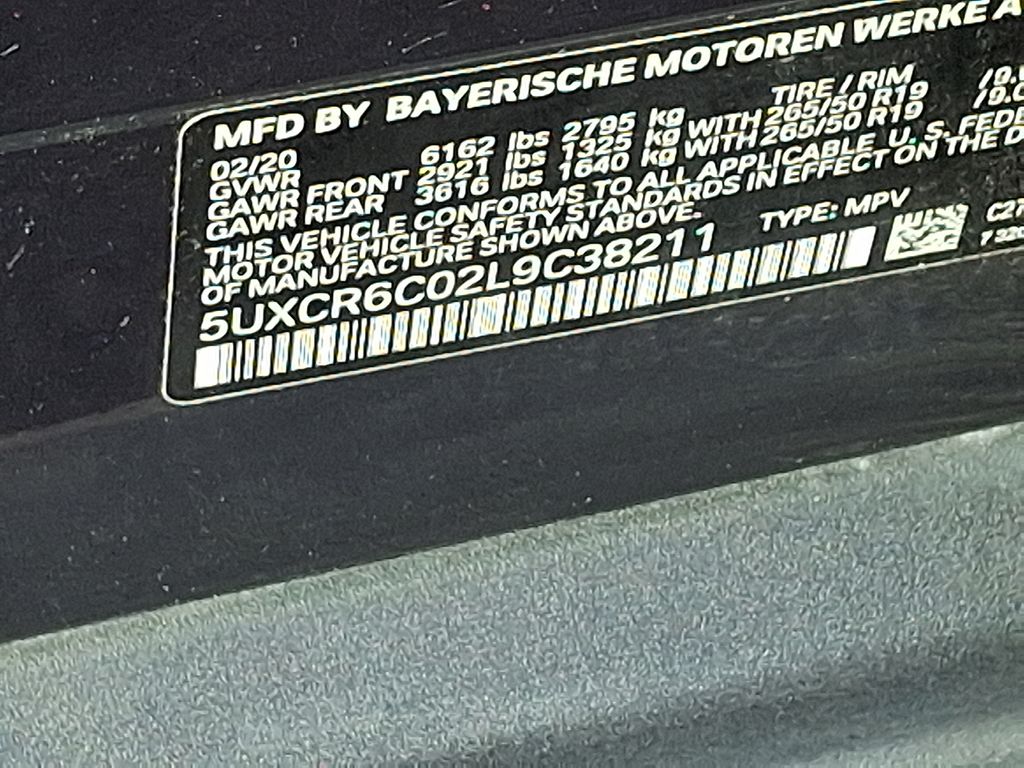 MFD BY BAYERISCHE MOTOREN WERKE A
02/20 TIRE / RIM
GVWR 6162 lbs 2795 kg
GAWR FRONT 2921 lbs 1325 kg WITH 265/50 R19
GAWR REAR 3616 lbs 1640 kg WITH 265/50 R19
THIS VEHICLE CONFORMS TO ALL APPLICABLE U. S. FEDE
MOTOR VEHICLE SAFETY STANDARDS IN EFFECT ON THE D
OF MANUFACTURE SHOWN ABOVE.
5UXCR6C02L9C38211 TYPE: MPV
C27